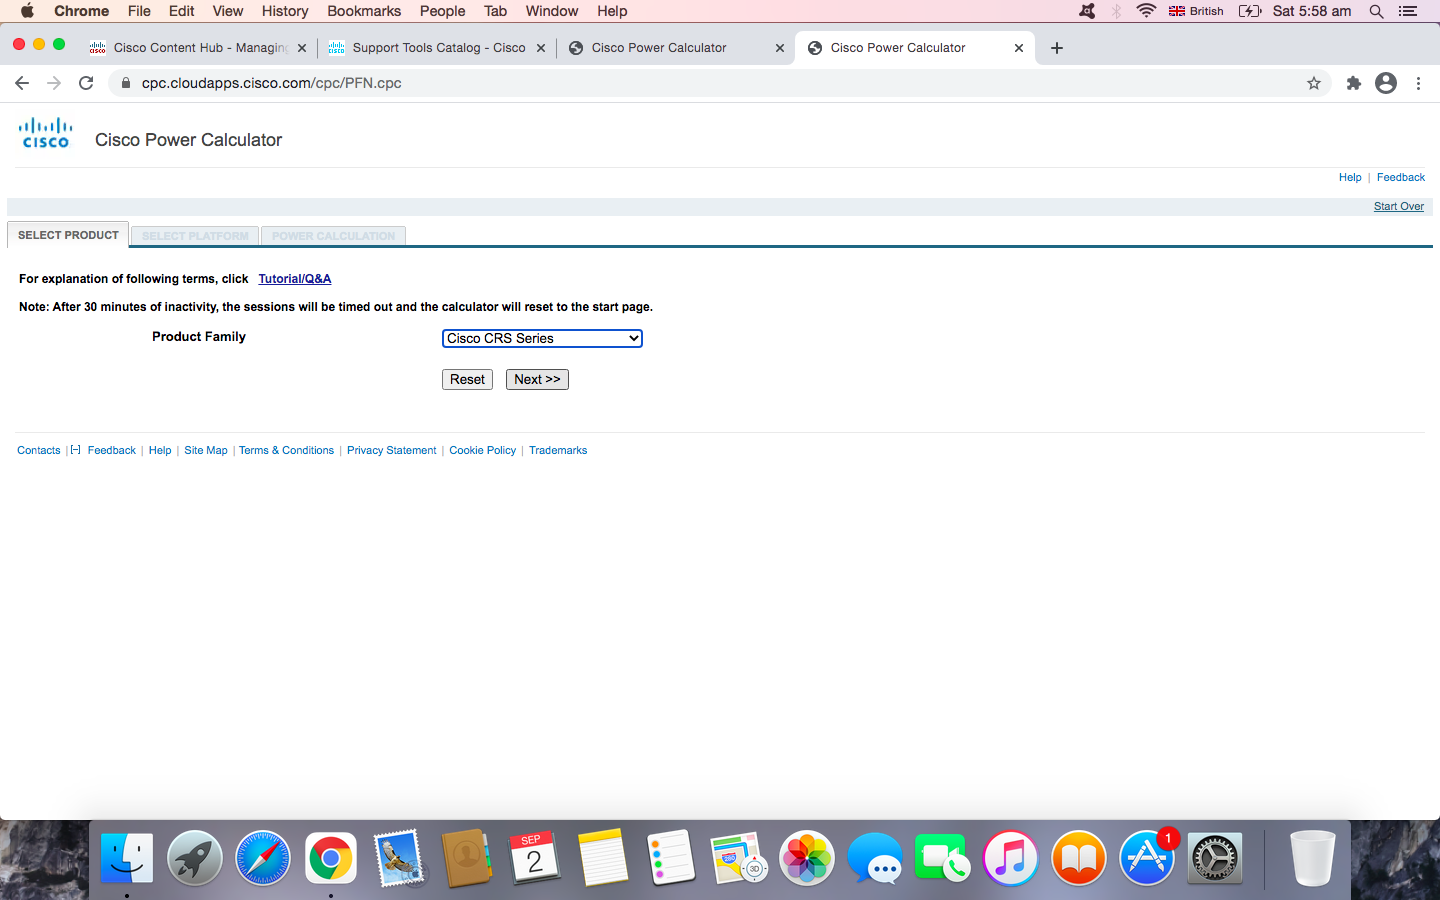 Chrome File Edit View History Bookmarks People Tab Window Help British Sat 5:58 am
Cisco Content Hub - Managing Support Tools Catalog - Cisco Cisco Power Calculator Cisco Power Calculator
cpc.cloudapps.cisco.com/cpc/PFN.cpc
CISCO Cisco Power Calculator
Help | Feedback
Start Over
SELECT PRODUCT SELECT PLATFORM POWER CALCULATION
For explanation of following terms, click Tutorial/Q&A
Note: After 30 minutes of inactivity, the sessions will be timed out and the calculator will reset to the start page.
Product Family Cisco CRS Series
Reset Next >>
Contacts | [-] Feedback | Help | Site Map | Terms & Conditions | Privacy Statement | Cookie Policy | Trademarks
SEP
2
280
3D
1